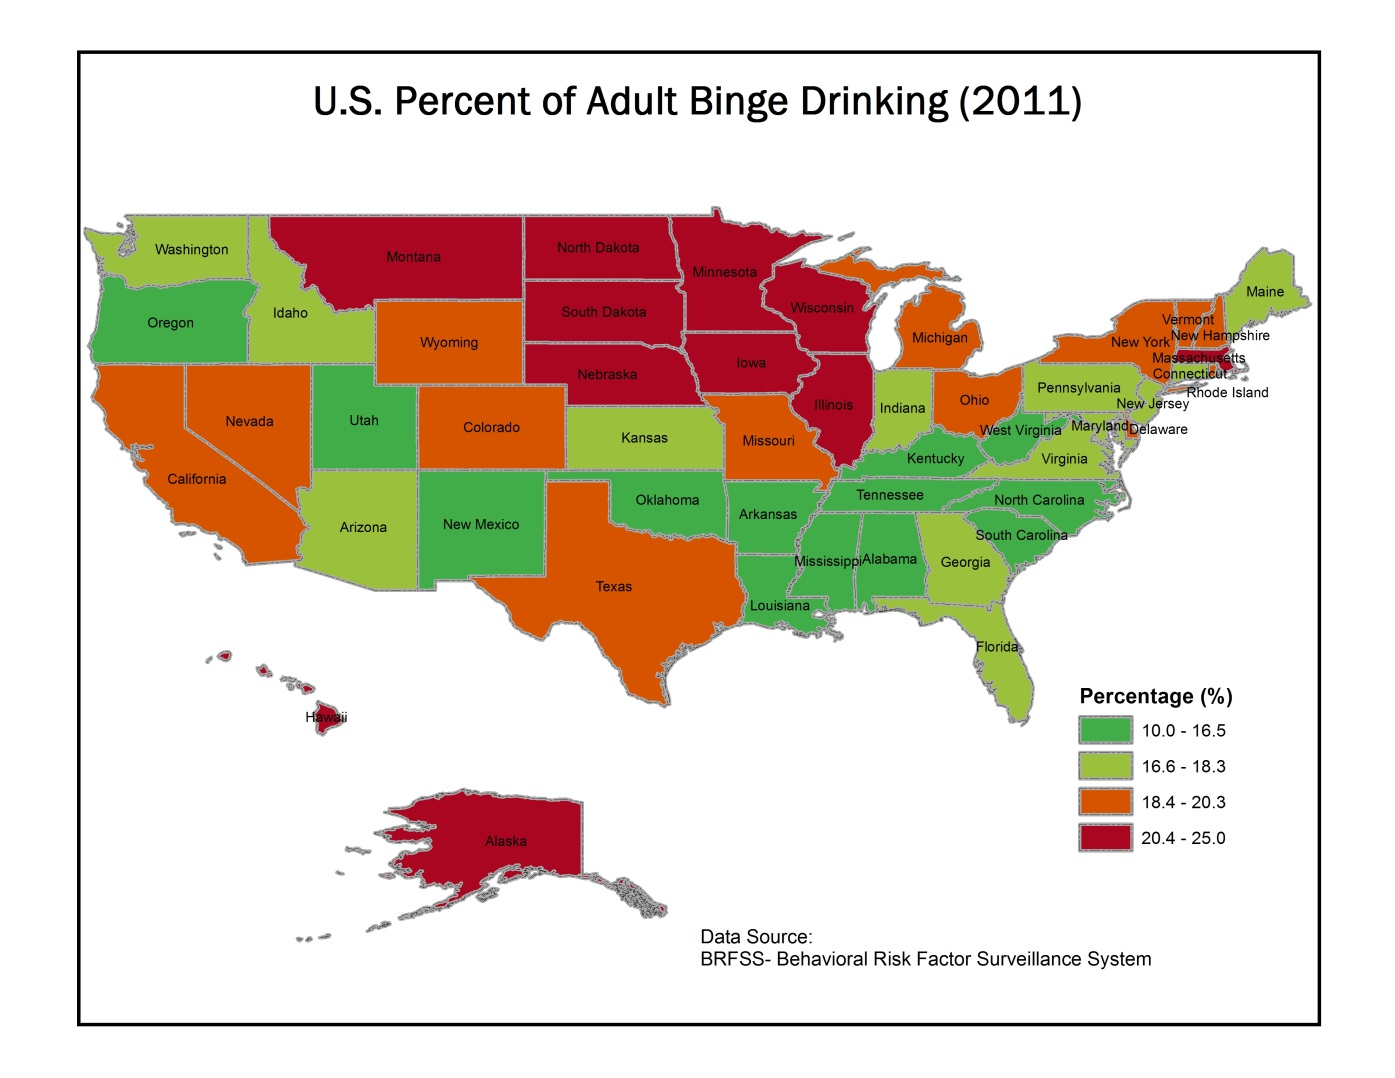 U.S. Percent of Adult Binge Drinking (2011)
Washington
Montana
North Dakota
Minnesota
Maine
Oregon
Idaho
South Dakota
Wisconsin
Vermont
New Hampshire
Wyoming
Michigan
New York
Massachusetts
Iowa
Nebraska
Connecticut
Rhode Island
Pennsylvania
New Jersey
Nevada
Utah
Colorado
Kansas
Missouri
Illinois
Indiana
Ohio
West Virginia
Maryland
Delaware
California
Kentucky
Virginia
Arizona
New Mexico
Oklahoma
Arkansas
Tennessee
North Carolina
South Carolina
Texas
Mississippi
Alabama
Georgia
Louisiana
Florida
Hawaii
Alaska
Percentage (%)
10.0 - 16.5
16.6 - 18.3
18.4 - 20.3
20.4 - 25.0
Data Source:
BRFSS- Behavioral Risk Factor Surveillance System